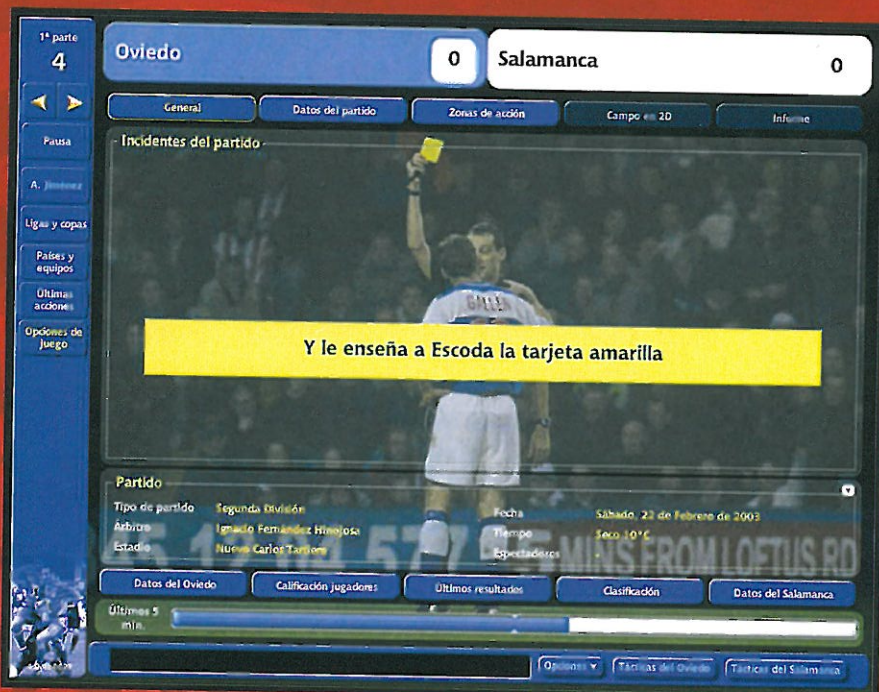 1ª parte
4
Oviedo 0 Salamanca 0
General Datos del partido Zonas de acción Campo en 2D Informe
Pausa
A. Jiménez
Ligas y copas
Países y
equipos
Últimas
acciones
Opciones de
juego
Incidentes del partido
GALLEN
Y le enseña a Escoda la tarjeta amarilla
Partido
Tipo de partido Segunda División
Fecha Sábado, 22 de Febrero de 2003
Árbitro Ignacio Fernández Hinojosa
Tiempo Seco 10°C
Estadio Nuevo Carlos Tartiere
Espectadores -
MINS FROM LOFTUS RD
Datos del Oviedo Calificación jugadores Últimos resultados Clasificación Datos del Salamanca
Últimos 5
min.
Opciones Tácticas del Oviedo Tácticas del Salamanca